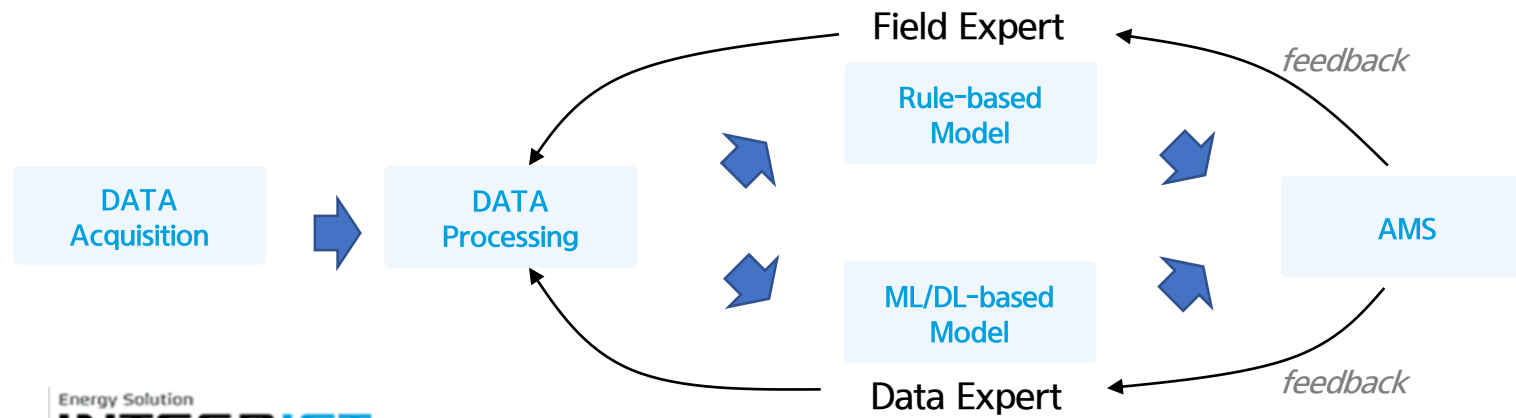 Field Expert
feedback
Rule-based
Model
DATA
Acquisition
DATA
Processing
AMS
ML/DL-based
Model
feedback
Data Expert
Energy Solution